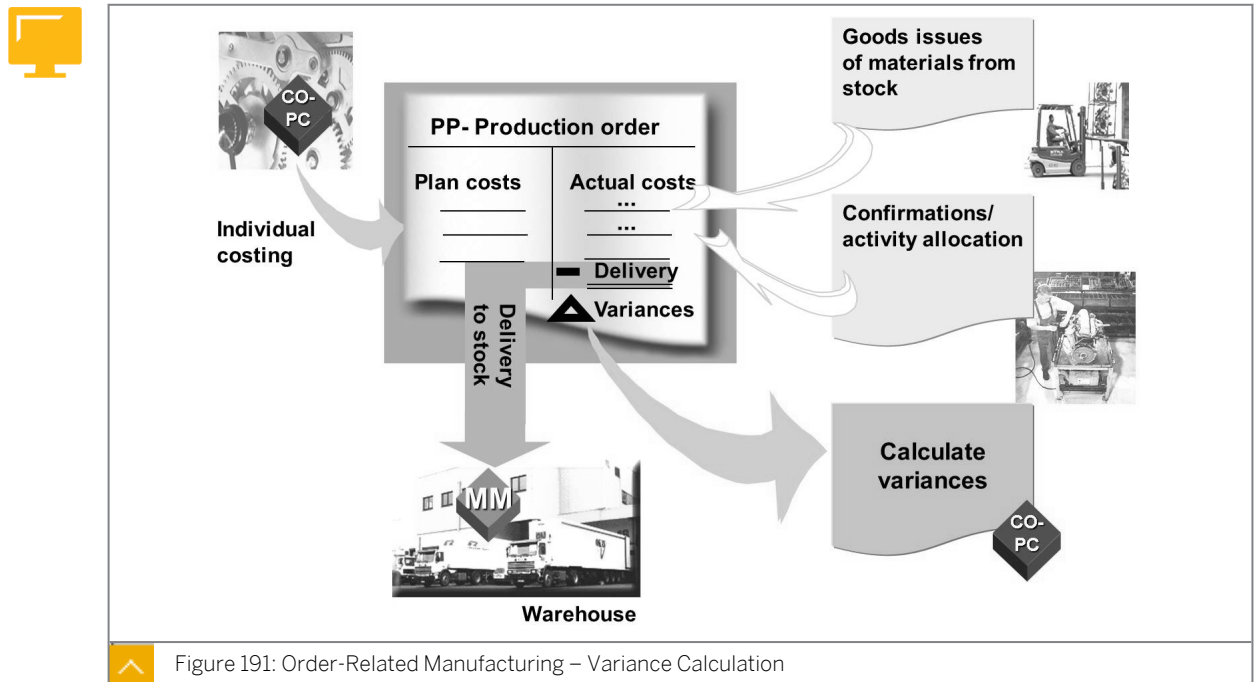 CO-
PC
Individual
costing
PP- Production order
Plan costs
Actual costs
...
...
Delivery
Variances
Delivery
to stock
Goods issues
of materials from
stock
Confirmations/
activity allocation
Calculate
variances
CO-
PC
MM
Warehouse
Figure 191: Order-Related Manufacturing – Variance Calculation